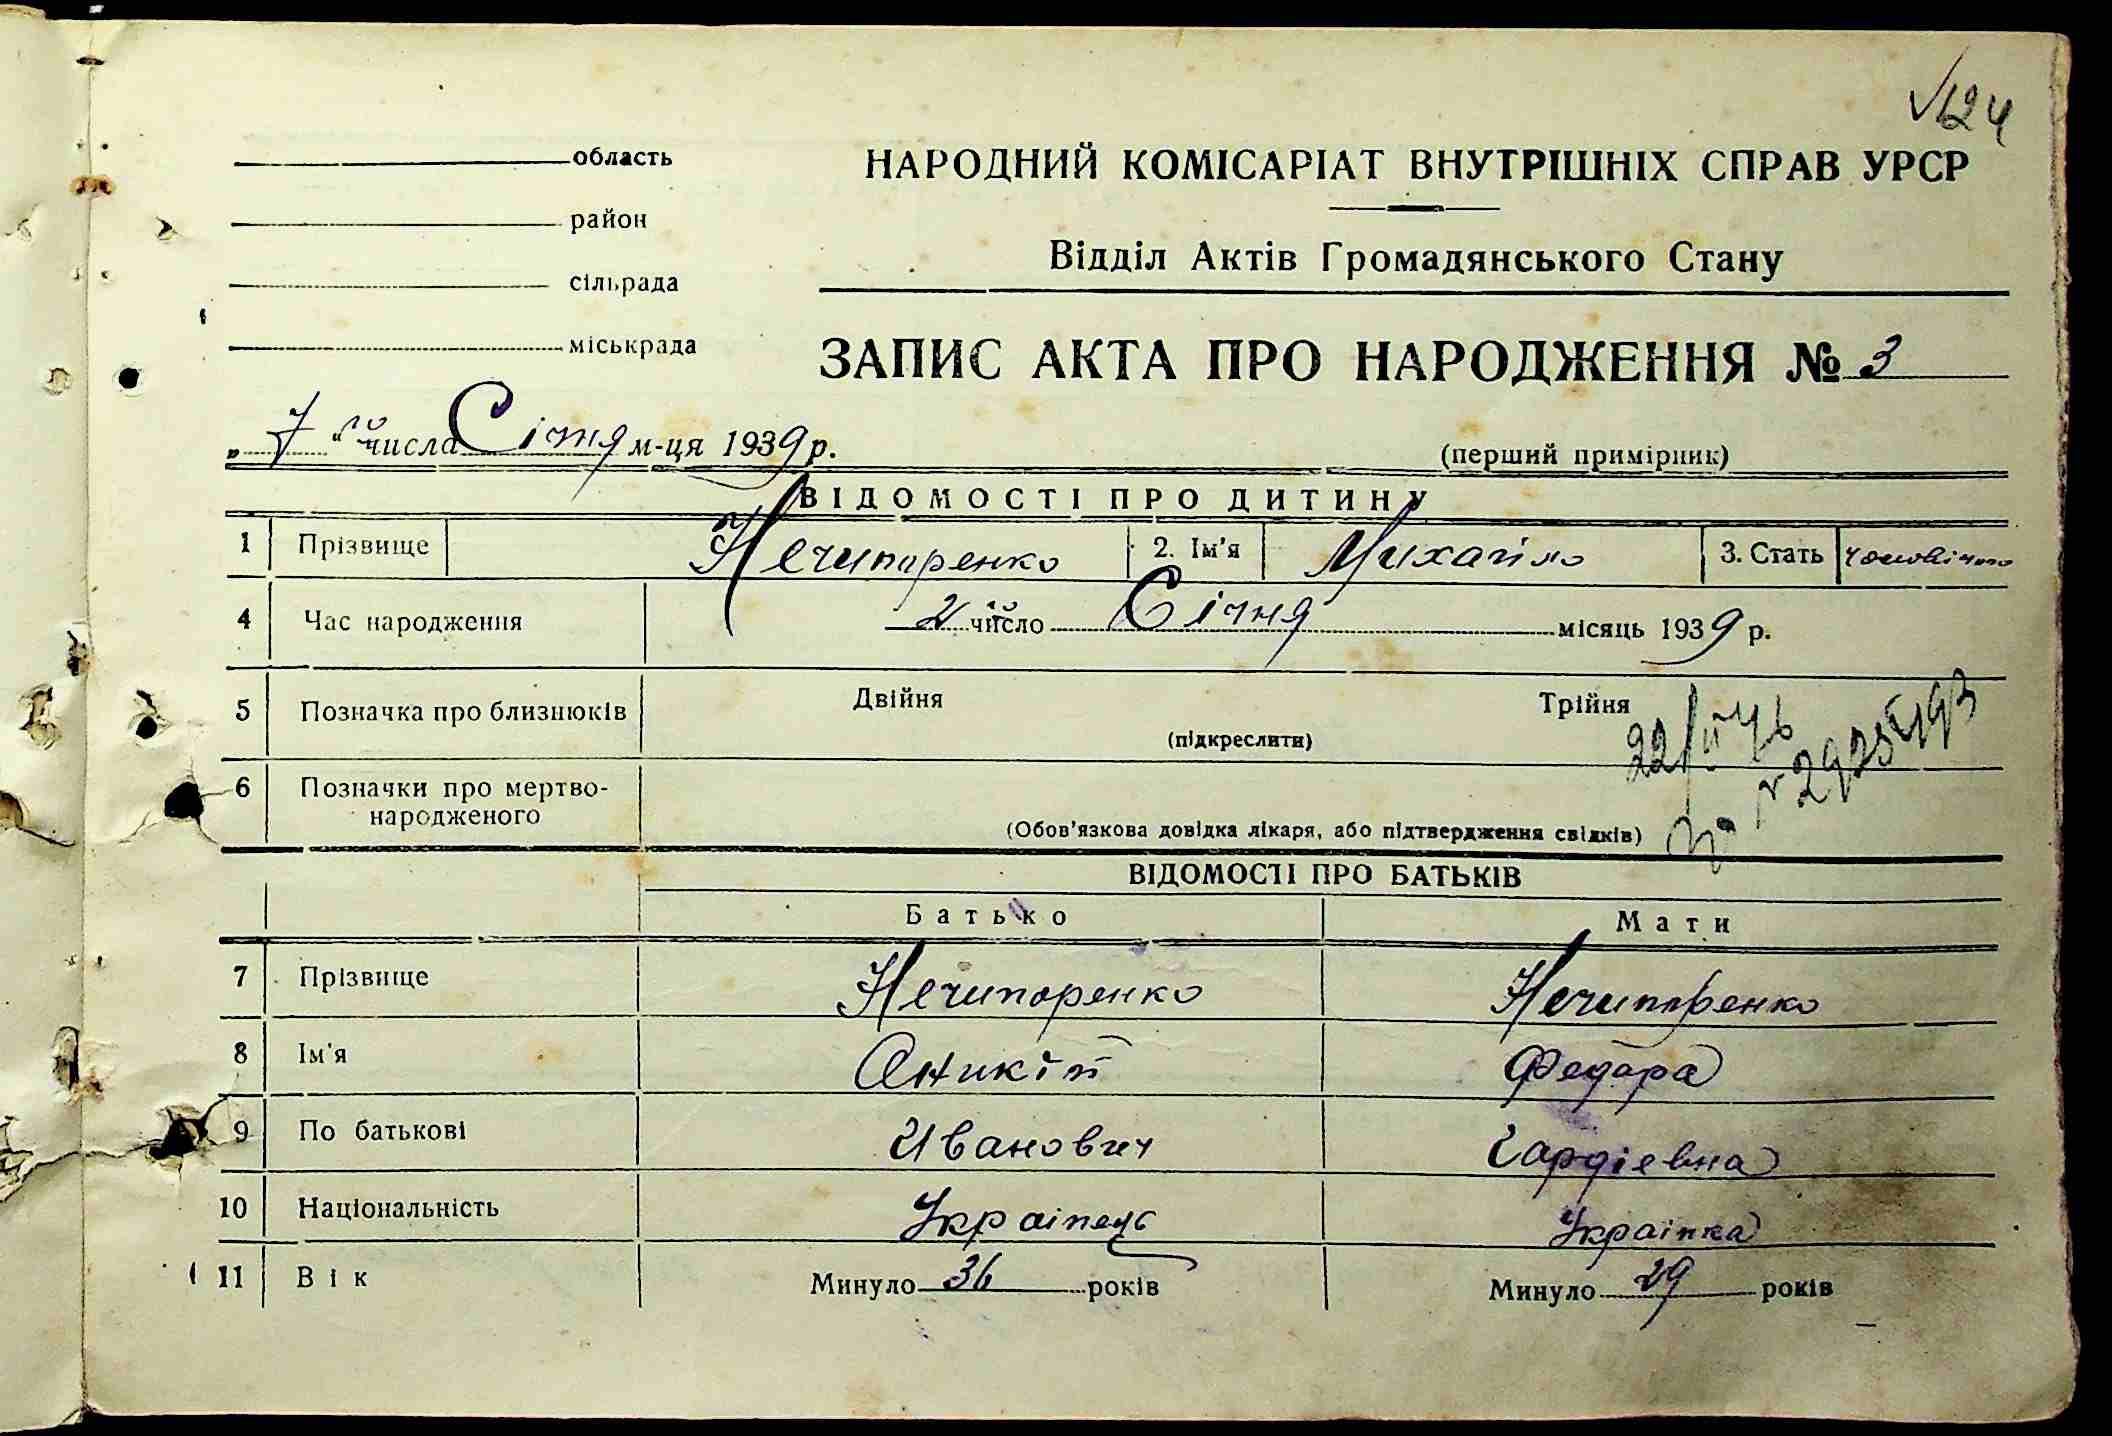 124
область
район
сільрада
міськрада
НАРОДНИЙ КОМІСАРІАТ ВНУТРІШНІХ СПРАВ УРСР
Відділ Актів Громадянського Стану
ЗАПИС АКТА ПРО НАРОДЖЕННЯ № 3
„ 7 “ числа Січня м-ця 1939 р.
(перший примірник)
ВІДОМОСТІ ПРО ДИТИНУ
1 Прізвище Нечипоренко 2. Ім'я Михайло 3. Стать
4 Час народження 2 число Січня місяць 1939 р.
5 Позначка про близнюків Двійня Трійня
(підкреслити)
6 Позначки про мертво-
народженого
(Обов'язкова довідка лікаря, або підтвердження свідків)
ВІДОМОСТІ ПРО БАТЬКІВ
Батько Мати
7 Прізвище Нечипоренко Нечипоренко
8 Ім'я Оникій Федора
9 По батькові Иванович
10 Національність Украінець Украінка
11 Вік Минуло 36 років Минуло 29 років